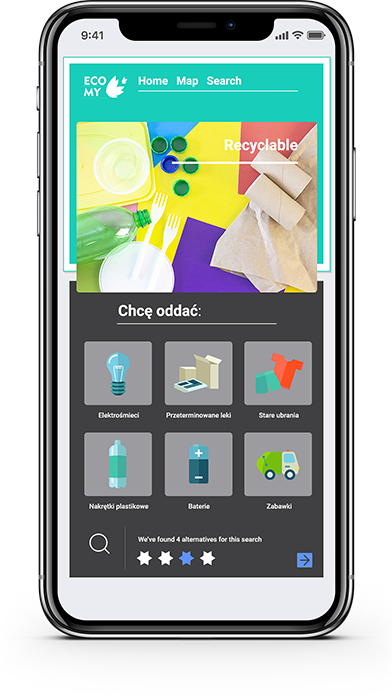 9:41
ECO
MY
Home Map Search
Recyclable
Chcę oddać:
Elektrośmieci Przeterminowane leki Stare ubrania
Nakrętki plastikowe Baterie Zabawki
We've found 4 alternatives for this search